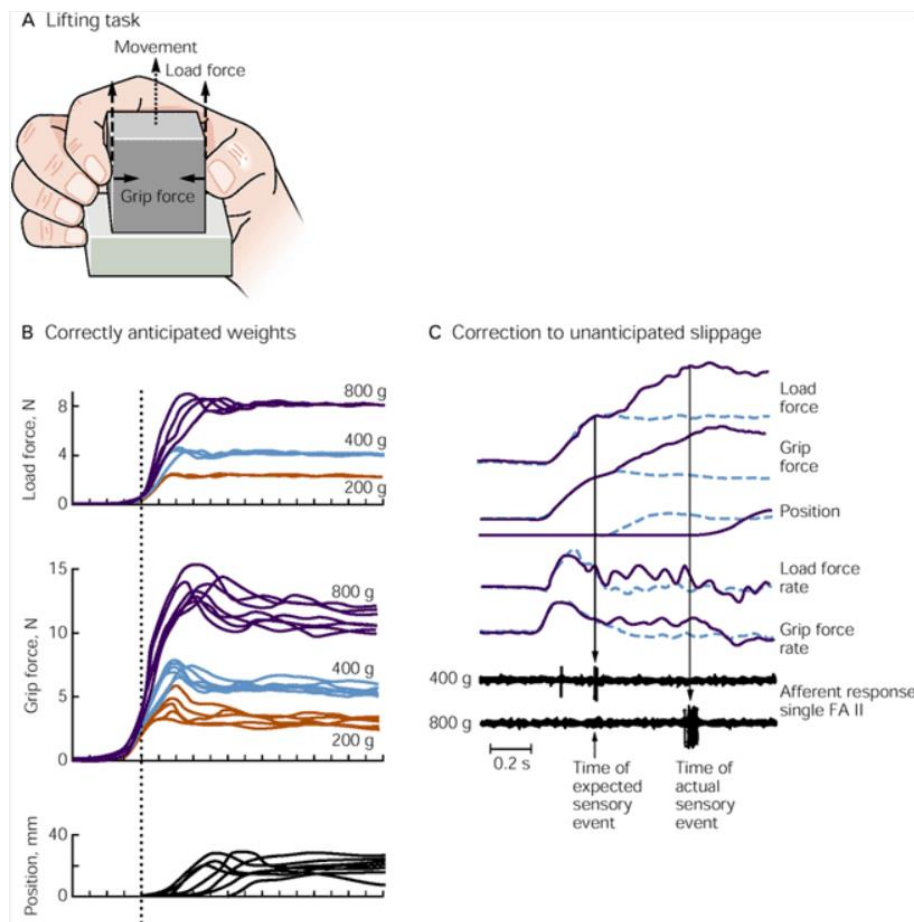 A Lifting task
Movement
Load force
Grip force
B Correctly anticipated weights
Load force, N
8
4
0
800 g
400 g
200 g
Grip force, N
15
10
5
0
800 g
400 g
200 g
Position, mm
40
0
C Correction to unanticipated slippage
Load
force
Grip
force
Position
Load force
rate
Grip force
rate
400 g
800 g
Afferent response
single FA II
0.2 s
Time of
expected
sensory
event
Time of
actual
sensory
event